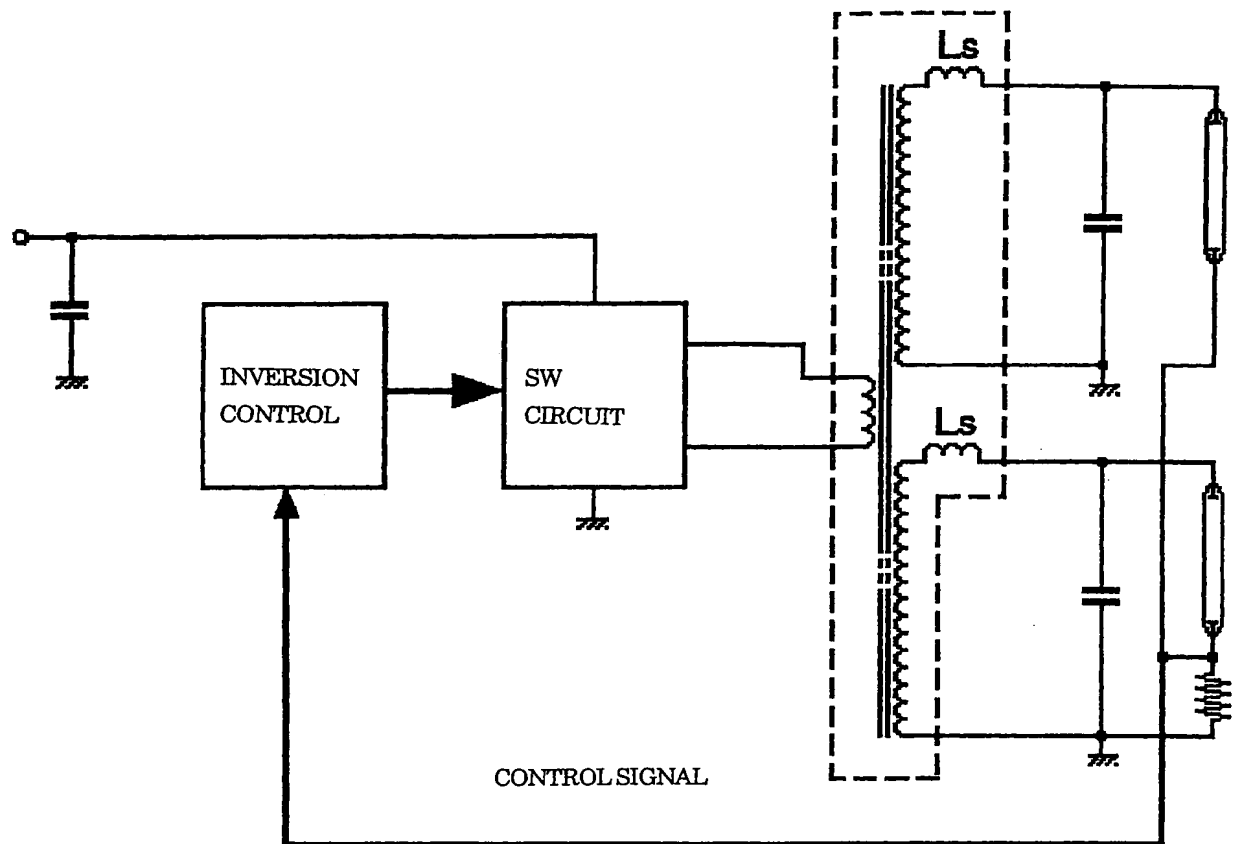 Ls
INVERSION
CONTROL
SW
CIRCUIT
Ls
CONTROL SIGNAL